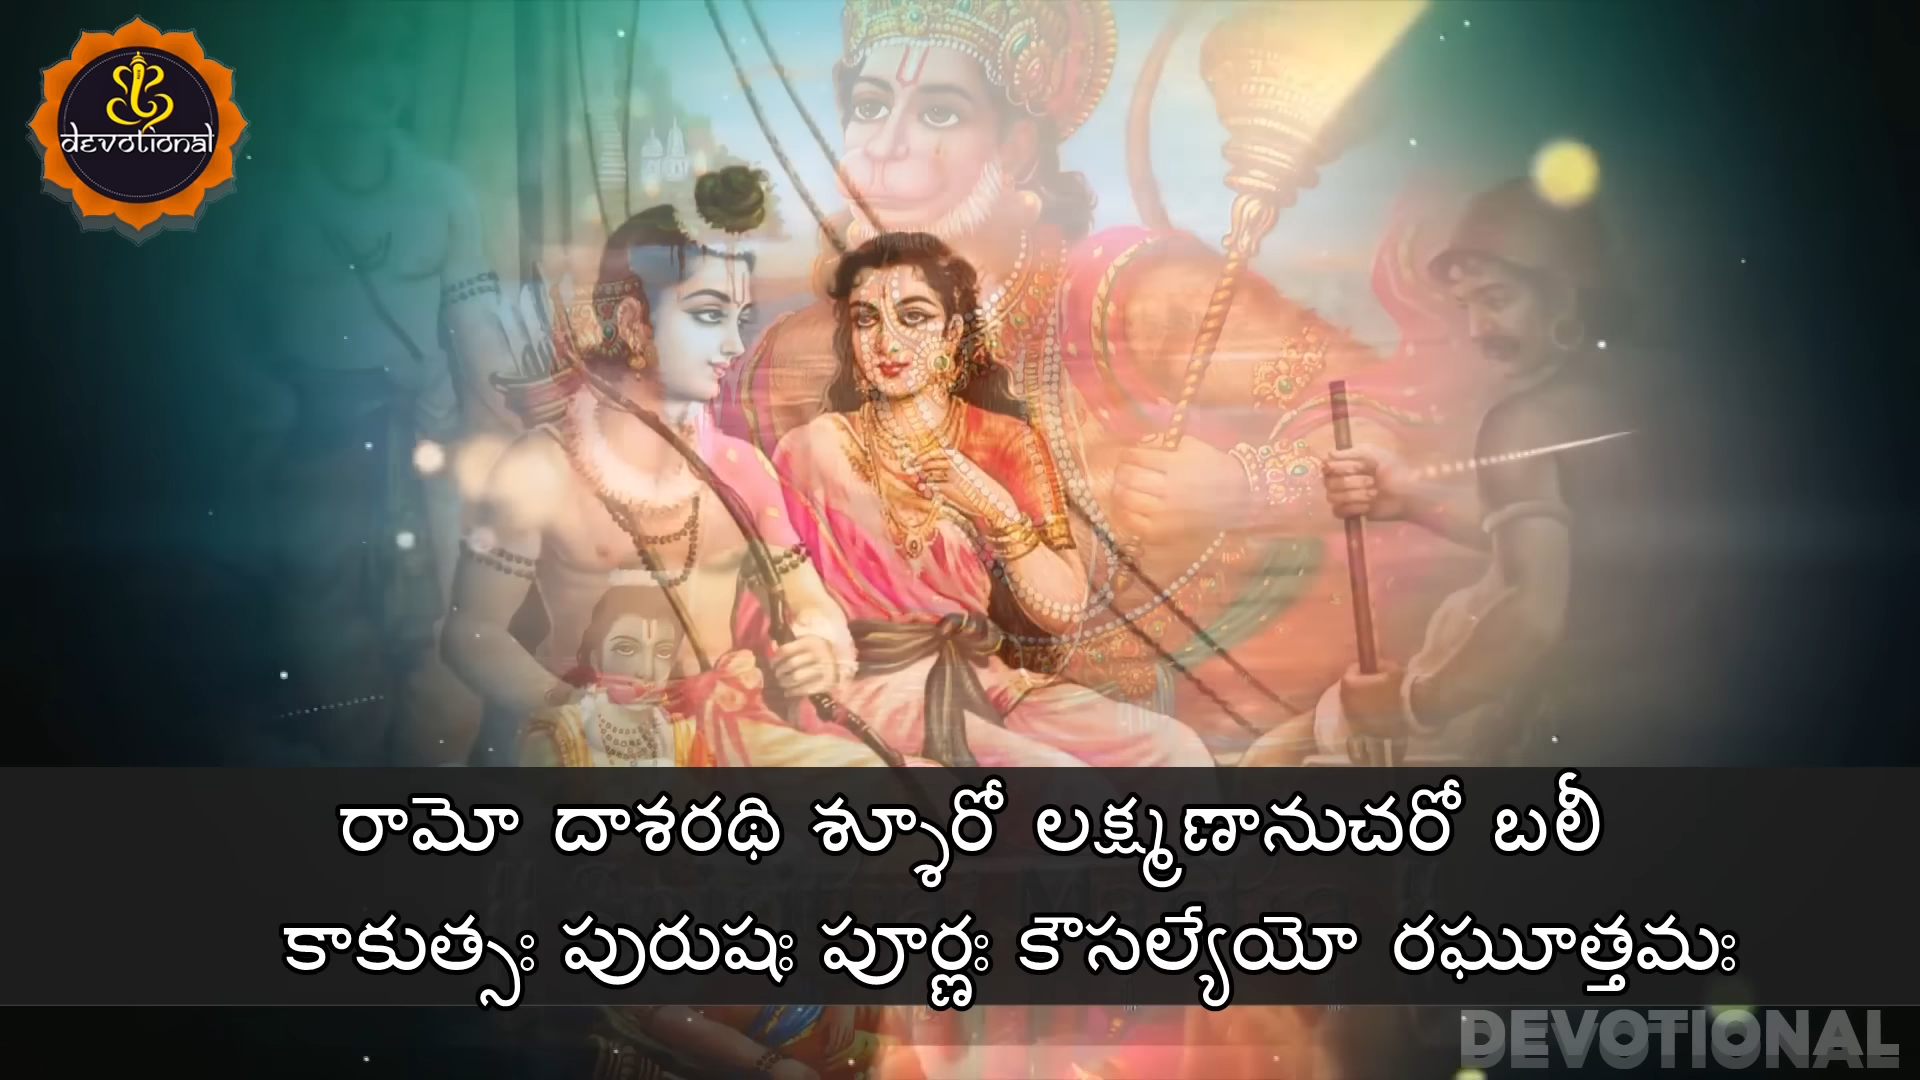 devotional
రామో దాశరథి శ్శూరో లక్ష్మణానుచరో బలీ
కాకుత్సః పురుషః పూర్ణః కౌసల్యేయో రఘూత్తమః
DEVOTIONAL